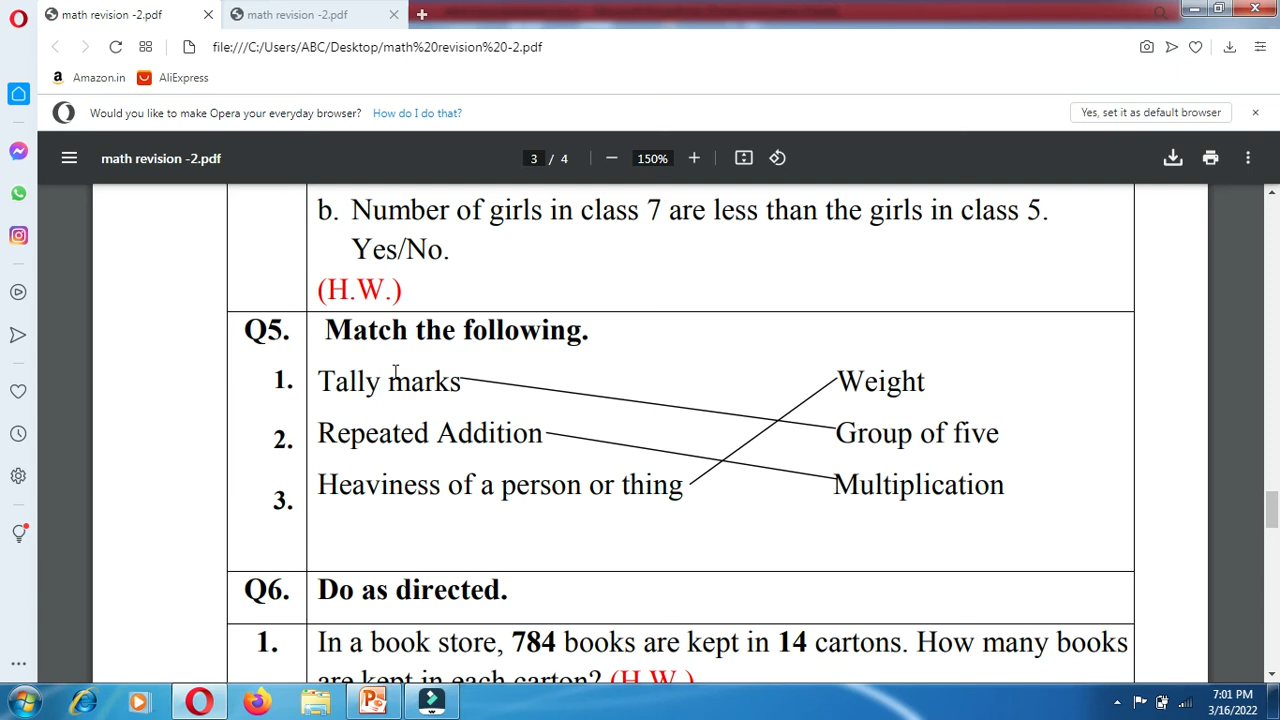 math revision -2.pdf
math revision -2.pdf
file:///C:/Users/ABC/Desktop/math%20revision%20-2.pdf
Amazon.in
AliExpress
Would you like to make Opera your everyday browser? How do I do that?
Yes, set it as default browser
math revision -2.pdf
3 / 4
150%
b. Number of girls in class 7 are less than the girls in class 5.
Yes/No.
(H.W.)
Q5. Match the following.
1. Tally marks Weight
2. Repeated Addition Group of five
3. Heaviness of a person or thing Multiplication
Q6. Do as directed.
1. In a book store, 784 books are kept in 14 cartons. How many books
are kept in each carton? (H.W.)
7:01 PM
3/16/2022